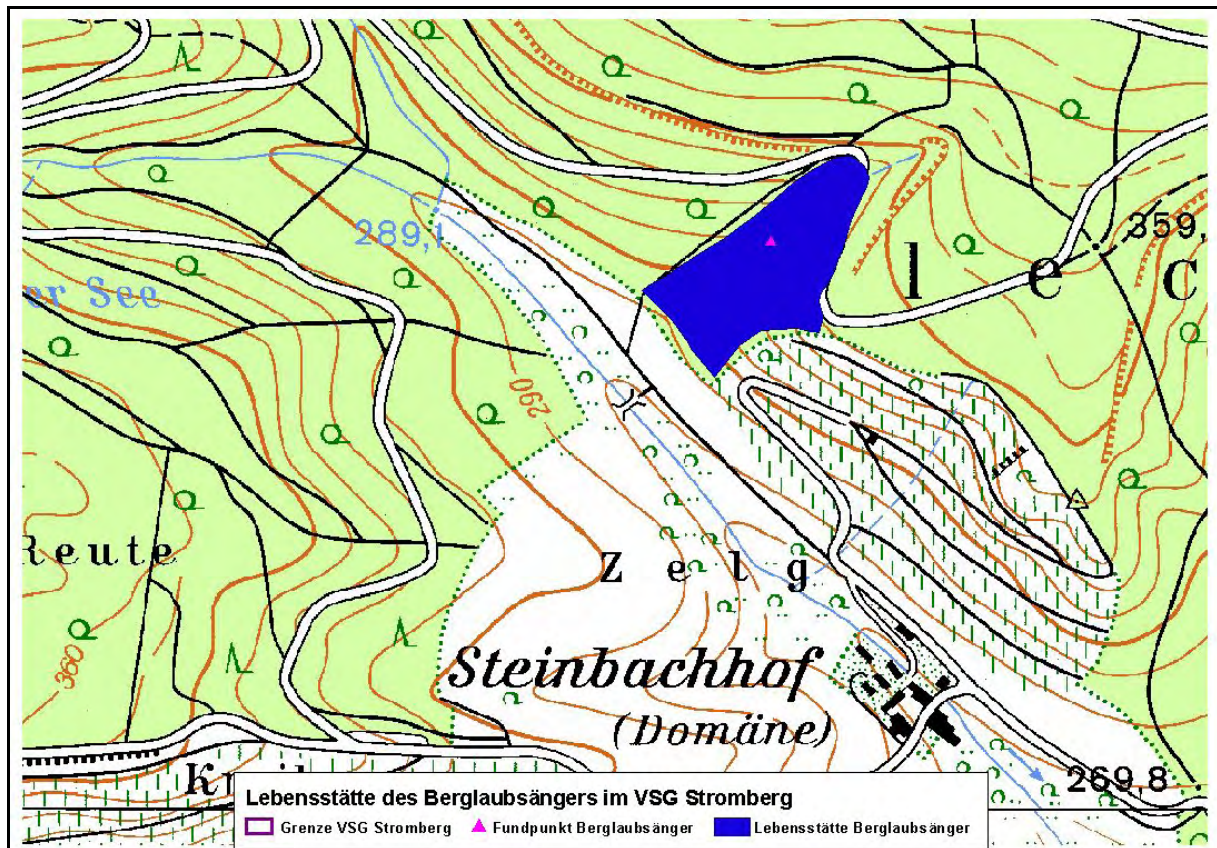 289,1
359,
l e c
er See
290
Reute
Z e l g
360
Steinbachhof
(Domäne)
269,8
Lebensstätte des Berglaubsängers im VSG Stromberg
Grenze VSG Stromberg Fundpunkt Berglaubsänger Lebensstätte Berglaubsänger